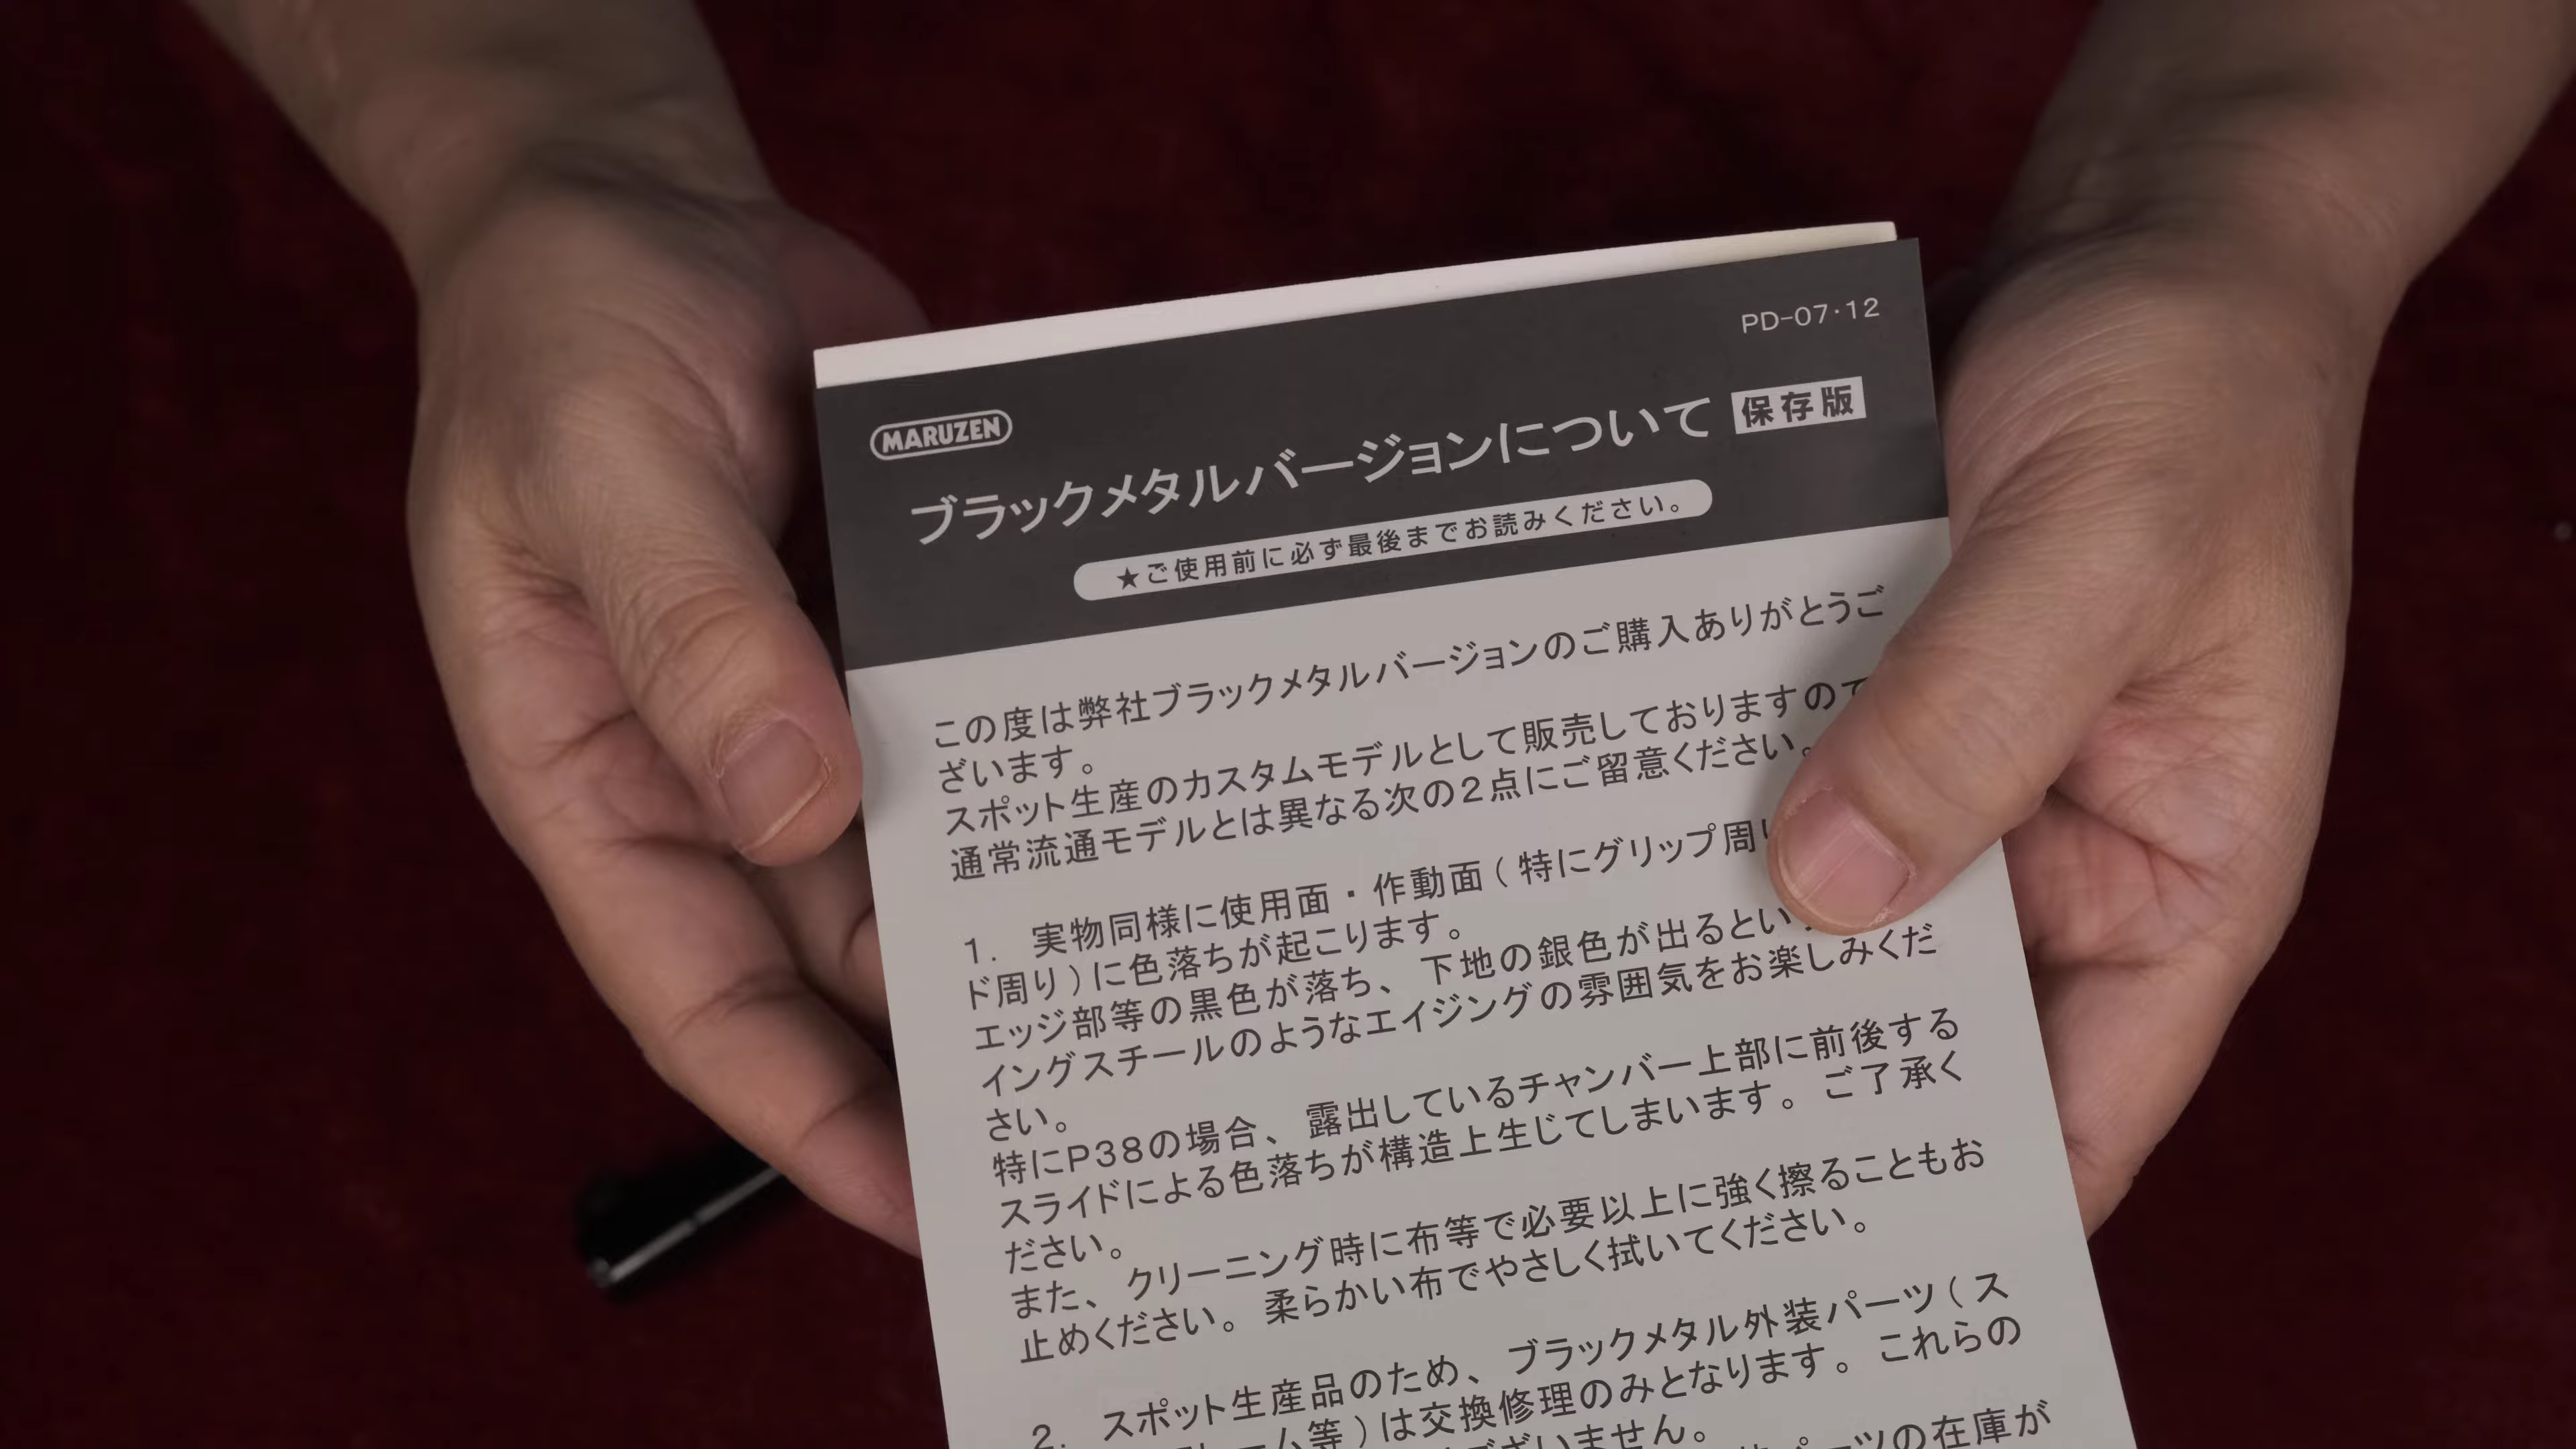 PD-07・12
MARUZEN
ブラックメタルバージョンについて 保存版
★ご使用前に必ず最後までお読みください。
この度は弊社ブラックメタルバージョンのご購入ありがとうご
ざいます。
スポット生産のカスタムモデルとして販売しておりますので
通常流通モデルとは異なる次の2点にご留意ください。
1. 実物同様に使用面・作動面(特にグリップ周り
ド周り)に色落ちが起こります。
エッジ部等の黒色が落ち、下地の銀色が出るとい
イングスチールのようなエイジングの雰囲気をお楽しみくだ
さい。
特にP38の場合、露出しているチャンバー上部に前後する
スライドによる色落ちが構造上生じてしまいます。ご了承く
ださい。
また、クリーニング時に布等で必要以上に強く擦ることもお
止めください。柔らかい布でやさしく拭いてください。
2. スポット生産品のため、ブラックメタル外装パーツ(ス
ーム等)は交換修理のみとなります。これらの
ございません。
パーツの在庫が